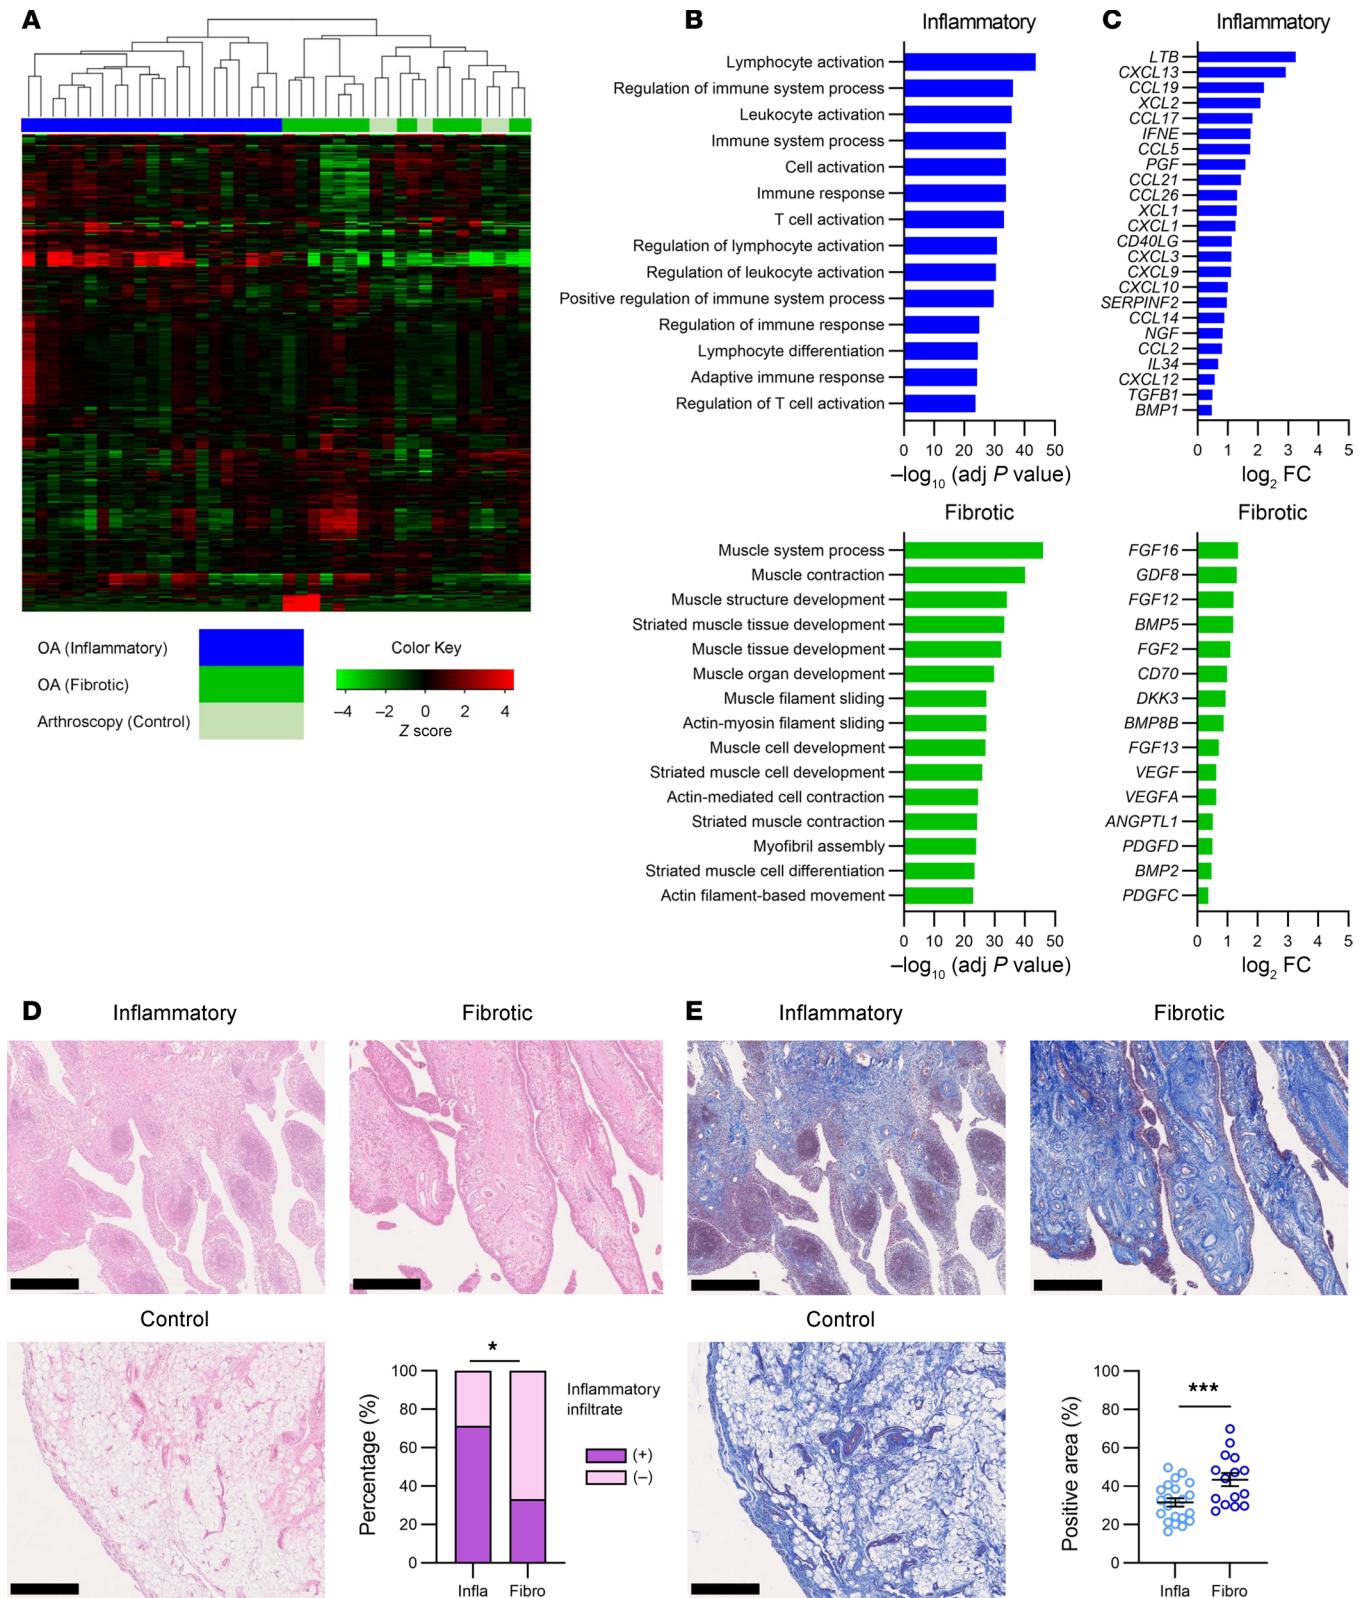 A
OA (Inflammatory)
OA (Fibrotic)
Arthroscopy (Control)
Color Key
−4 −2 0 2 4
Z score
B
Inflammatory
Lymphocyte activation
Regulation of immune system process
Leukocyte activation
Immune system process
Cell activation
Immune response
T cell activation
Regulation of lymphocyte activation
Regulation of leukocyte activation
Positive regulation of immune system process
Regulation of immune response
Lymphocyte differentiation
Adaptive immune response
Regulation of T cell activation
0 10 20 30 40 50
−log10 (adj P value)
Fibrotic
Muscle system process
Muscle contraction
Muscle structure development
Striated muscle tissue development
Muscle tissue development
Muscle organ development
Muscle filament sliding
Actin-myosin filament sliding
Muscle cell development
Striated muscle cell development
Actin-mediated cell contraction
Striated muscle contraction
Myofibril assembly
Striated muscle cell differentiation
Actin filament-based movement
0 10 20 30 40 50
−log10 (adj P value)
C
Inflammatory
LTB
CXCL13
CCL19
XCL2
CCL17
IFNE
CCL5
PGF
CCL21
CCL26
XCL1
CXCL1
CD40LG
CXCL3
CXCL9
CXCL10
SERPINF2
CCL14
NGF
CCL2
IL34
CXCL12
TGFB1
BMP1
0 1 2 3 4 5
log2 FC
Fibrotic
FGF16
GDF8
FGF12
BMP5
FGF2
CD70
DKK3
BMP8B
FGF13
VEGF
VEGFA
ANGPTL1
PDGFD
BMP2
PDGFC
0 1 2 3 4 5
log2 FC
D
Inflammatory
Fibrotic
Control
Percentage (%)
100
80
60
40
20
0
*
Infla Fibro
Inflammatory
infiltrate
(+)
(−)
E
Inflammatory
Fibrotic
Control
Positive area (%)
100
80
60
40
20
0
***
Infla Fibro